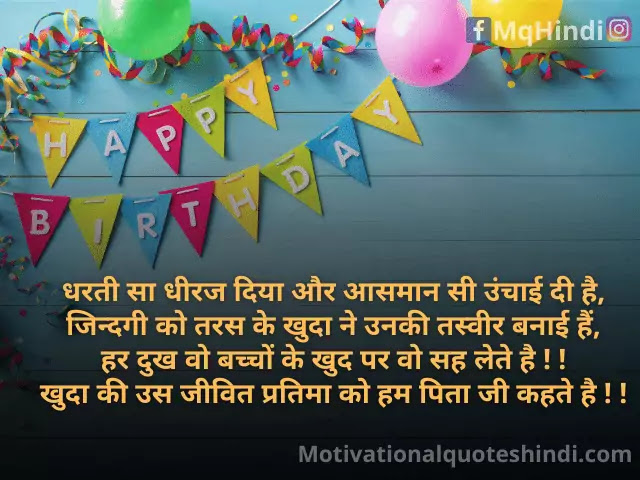 MqHindi
HAPPY
BIRTHDAY
धरती सा धीरज दिया और आसमान सी उंचाई दी है,
जिन्दगी को तरस के खुदा ने उनकी तस्वीर बनाई हैं,
हर दुख वो बच्चों के खुद पर वो सह लेते है ! !
खुदा की उस जीवित प्रतिमा को हम पिता जी कहते है ! !
Motivationalquoteshindi.com